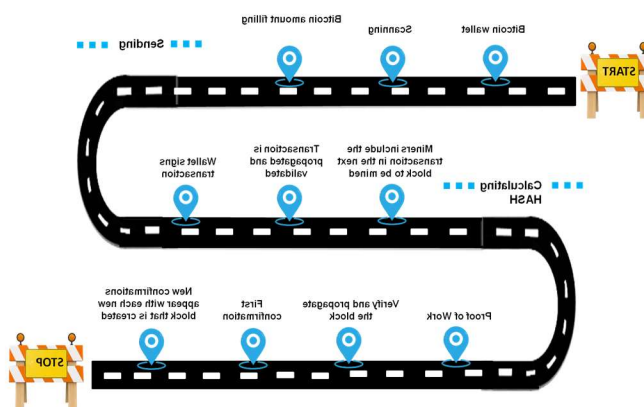 START
Bitcoin wallet
Scanning
Bitcoin amount filling
Sending
Wallet signs
transaction
Transaction is
propagated and
validated
Miners include the
transaction in the next
block to be mined
Calculating
HASH
Proof of Work
Verify and propagate
the block
First
confirmation
New confirmations
appear with each new
block that is created
STOP